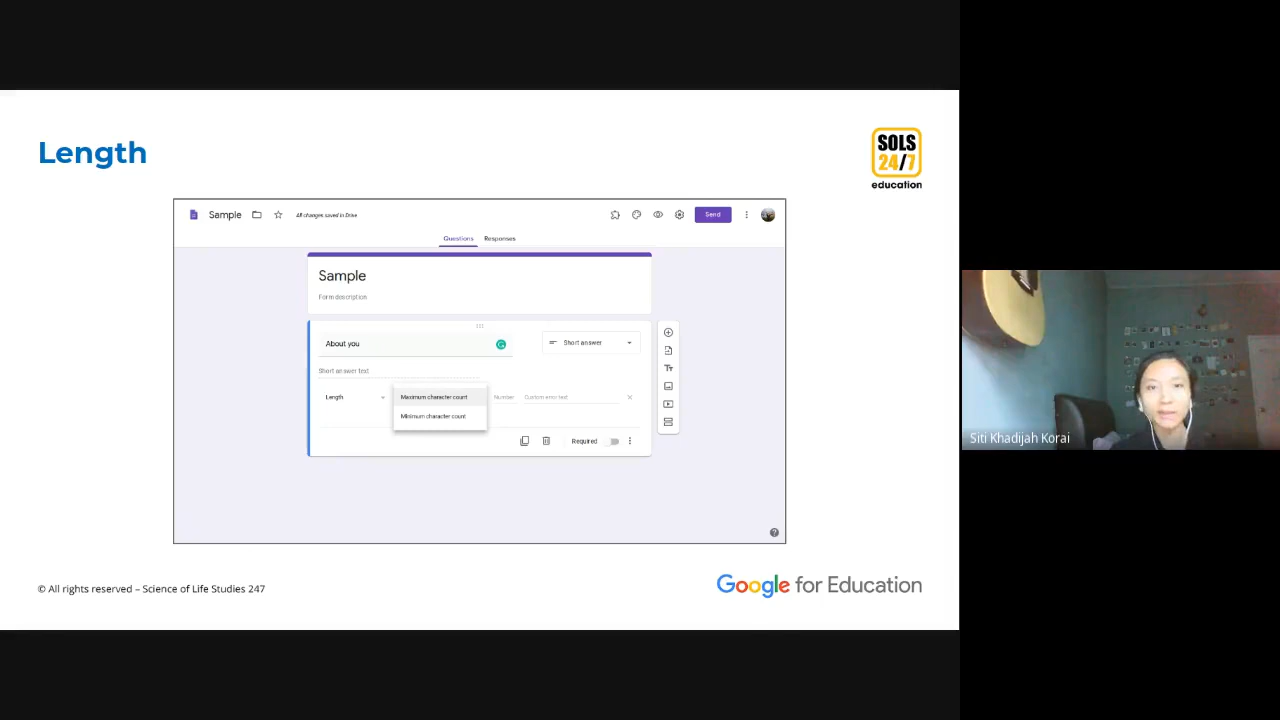 Length
SOLS
24/7
education
Sample
All changes saved in Drive
Send
Questions
Responses
Sample
Form description
About you
Short answer
Short answer text
Length
Maximum character count
Number
Custom error text
Minimum character count
Required
© All rights reserved – Science of Life Studies 247
Google for Education
Siti Khadijah Korai